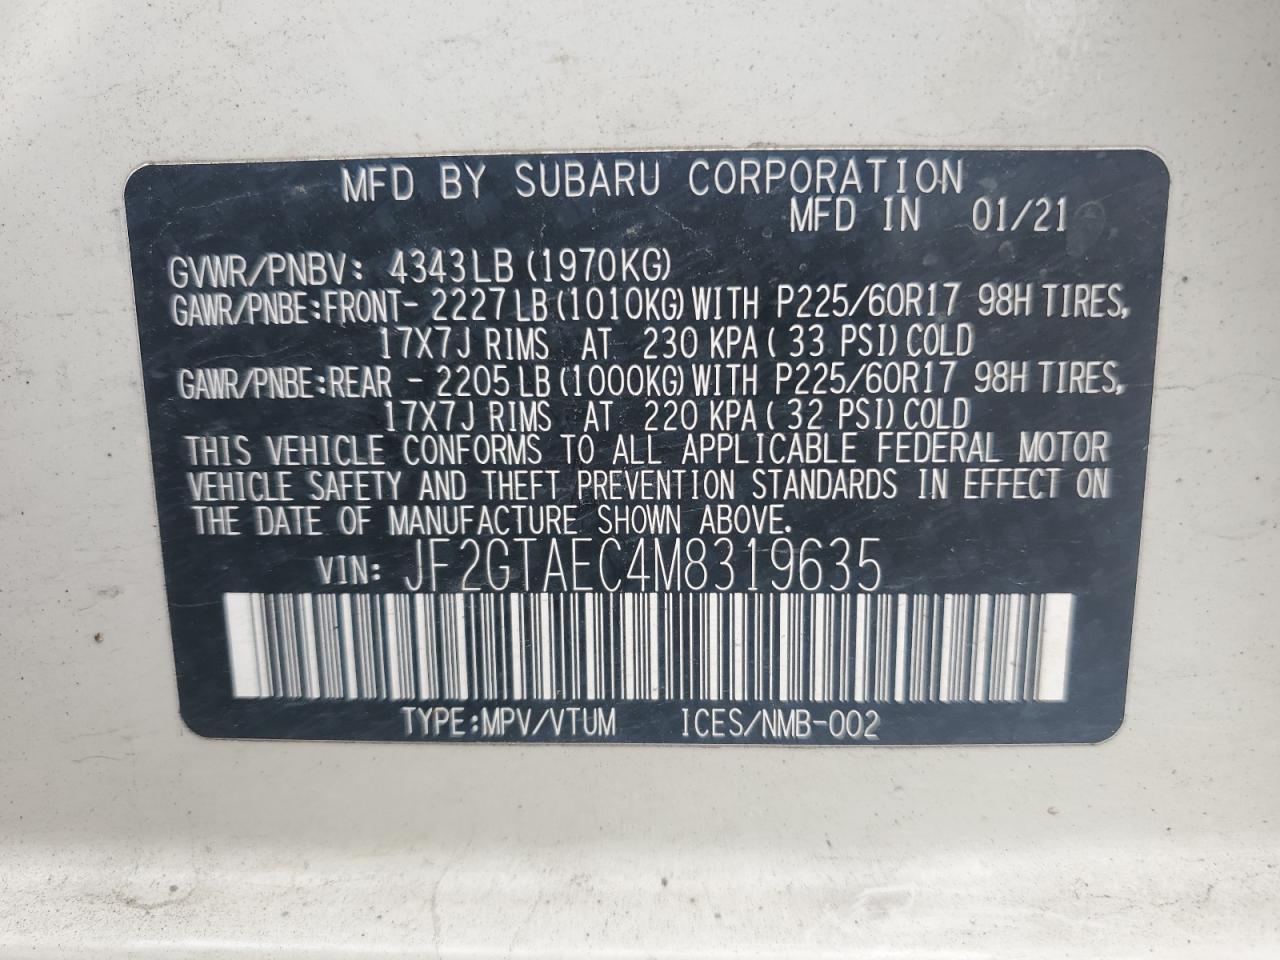 MFD BY SUBARU CORPORATION
MFD IN 01/21
GVWR/PNBV: 4343LB (1970KG)
GAWR/PNBE:FRONT- 2227LB (1010KG) WITH P225/60R17 98H TIRES,
17X7J RIMS AT 230 KPA ( 33 PSI) COLD
GAWR/PNBE:REAR - 2205LB (1000KG) WITH P225/60R17 98H TIRES,
17X7J RIMS AT 220 KPA ( 32 PSI) COLD
THIS VEHICLE CONFORMS TO ALL APPLICABLE FEDERAL MOTOR
VEHICLE SAFETY AND THEFT PREVENTION STANDARDS IN EFFECT ON
THE DATE OF MANUFACTURE SHOWN ABOVE.
VIN: JF2GTAEC4M8319635
TYPE:MPV/VTUM ICES/NMB-002